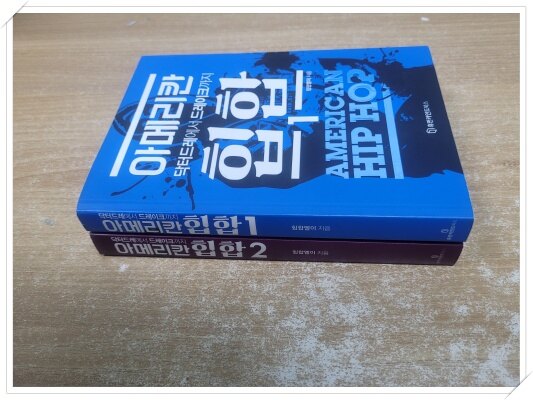 아메리칸
닥터드레에서 드레이크까지
힙합
1
AMERICAN
HIP HOP
닥터드레에서 드레이크까지
아메리칸 힙합 1
힙합엘이 지음
닥터드레에서 드레이크까지
아메리칸 힙합 2
힙합엘이 지음